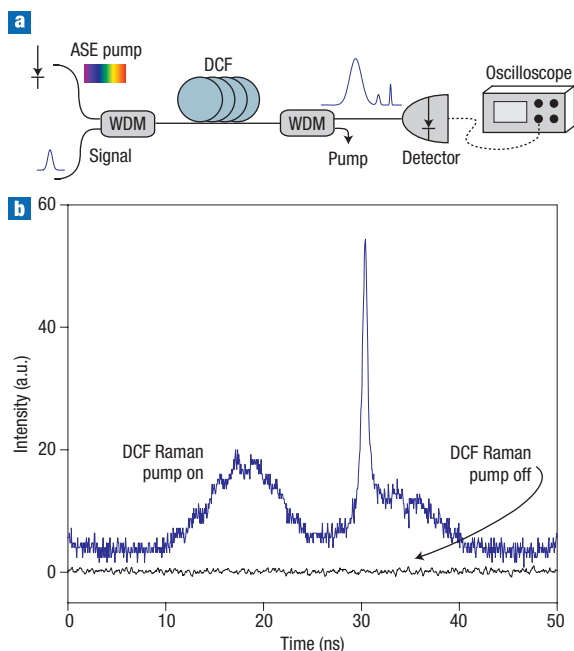 a
ASE pump
DCF
Oscilloscope
WDM
WDM
Signal
Pump
Detector
b
60
40
20
0
Intensity (a.u.)
DCF Raman
pump on
DCF Raman
pump off
0
10
20
30
40
50
Time (ns)